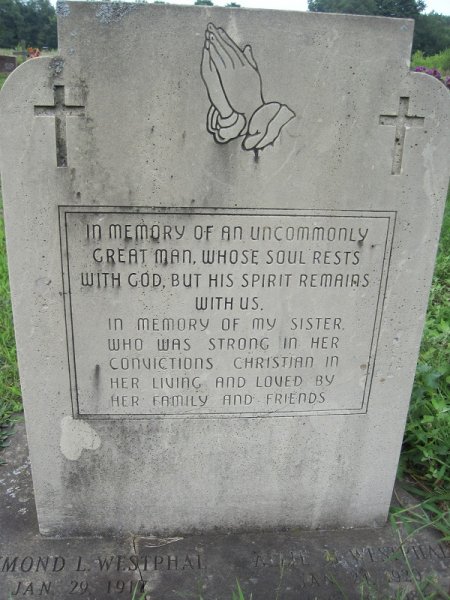 IN MEMORY OF AN UNCOMMONLY
GREAT MAN, WHOSE SOUL RESTS
WITH GOD, BUT HIS SPIRIT REMAINS
WITH US.
IN MEMORY OF MY SISTER,
WHO WAS STRONG IN HER
CONVICTIONS CHRISTIAN IN
HER LIVING AND LOVED BY
HER FAMILY AND FRIENDS
MOND L. WESTPHAL
WESTPHAL
JAN. 29 1917
JAN